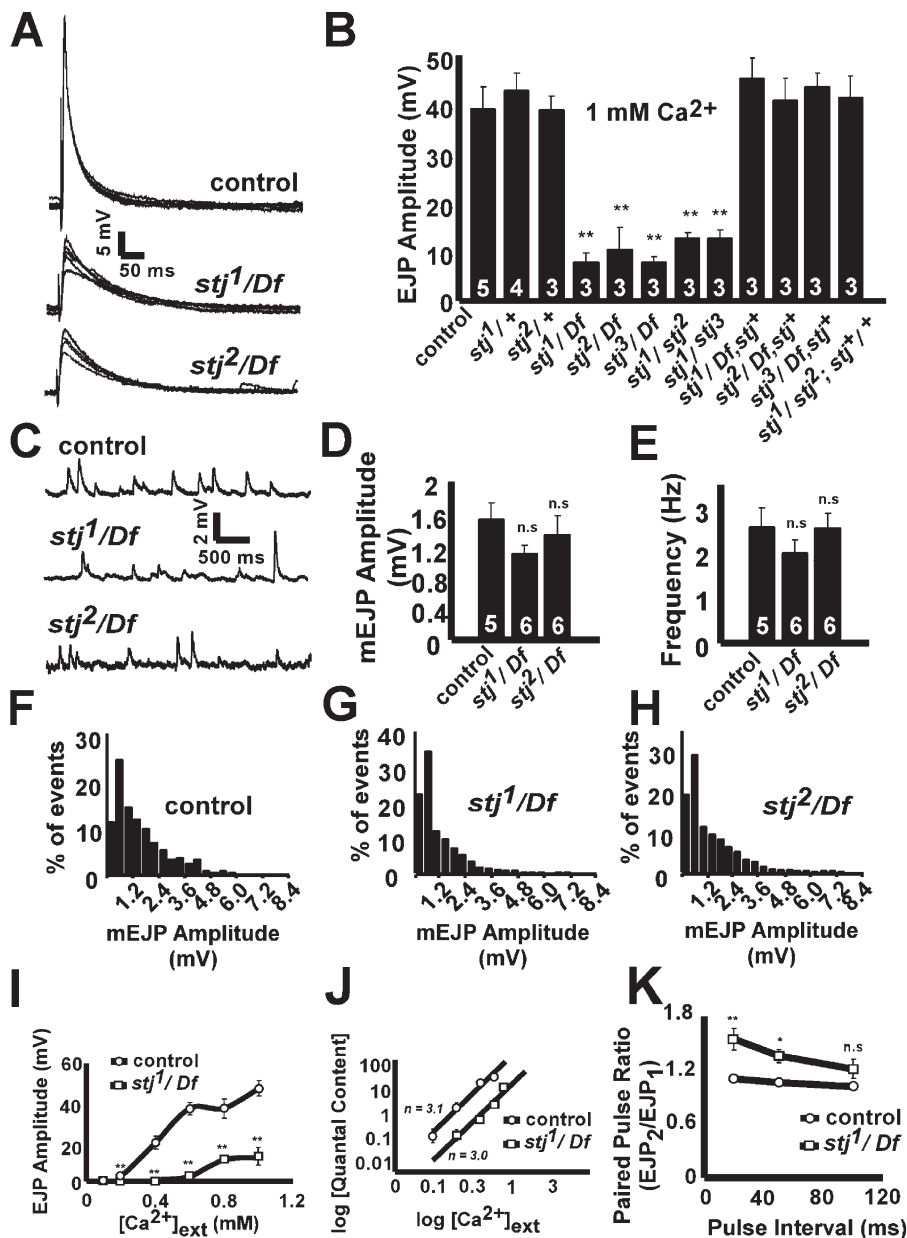 A
control
5 mV
50 ms
stj1/Df
stj2/Df
B
EJP Amplitude (mV)
50
40
30
20
10
0
1 mM Ca2+
**
**
**
**
**
5
4
3
3
3
3
3
3
3
3
3
3
control
stj1/ +
stj2/ +
stj1/ Df
stj2/ Df
stj3/ Df
stj1/ stj2
stj1/ stj3
stj1/ Df,stj+
stj2/ Df,stj+
stj3/ Df,stj+
stj1/ stj2; stj+/ +
C
control
stj1/Df
2 mV
500 ms
stj2/Df
D
mEJP Amplitude
(mV)
2
1.6
1.2
0.8
0.4
0
n.s
n.s
5
6
6
control
stj1/ Df
stj2/ Df
E
Frequency (Hz)
3
2
1
0
n.s
n.s
5
6
6
control
stj1/ Df
stj2/ Df
F
% of events
30
20
10
0
control
1.2
2.4
3.6
4.8
6.0
7.2
8.4
mEJP Amplitude
(mV)
G
% of events
40
30
20
10
0
stj1/Df
1.2
2.4
3.6
4.8
6.0
7.2
8.4
mEJP Amplitude
(mV)
H
% of events
30
20
10
0
stj2/Df
1.2
2.4
3.6
4.8
6.0
7.2
8.4
mEJP Amplitude
(mV)
I
EJP Amplitude (mV)
60
40
20
0
control
stj1/ Df
**
**
**
**
**
0
0.4
0.8
1.2
[Ca2+]ext (mM)
J
log [Quantal Content]
100
10
1
0.1
0.01
n = 3.1
n = 3.0
control
stj1/ Df
0
0.1
1
3
log [Ca2+]ext
K
Paired Pulse Ratio
(EJP2/EJP1)
1.8
1.2
0.6
0
**
*
n.s
control
stj1/ Df
0
40
80
120
Pulse Interval (ms)